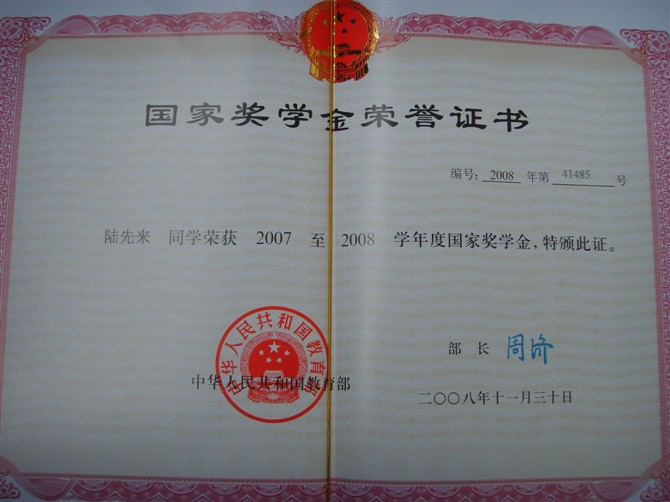 国家奖学金荣誉证书
编号: 2008 年第 41485 号
陆先来 同学荣获 2007 至 2008 学年度国家奖学金,特颁此证。
部 长 周济
中华人民共和国教育部
中华人民共和国教育部
二〇〇八年十一月三十日